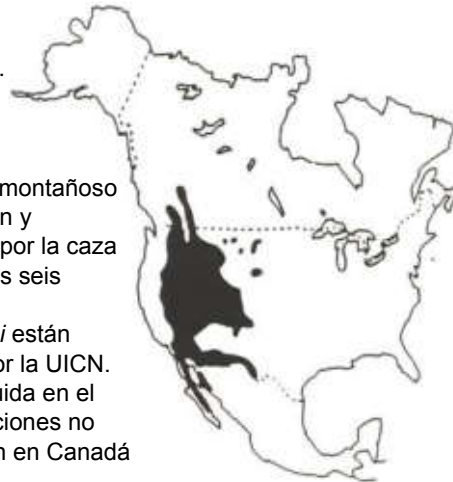 .
montañoso
n y
por la caza
s seis
i están
or la UICN.
uida en el
ciones no
n en Canadá